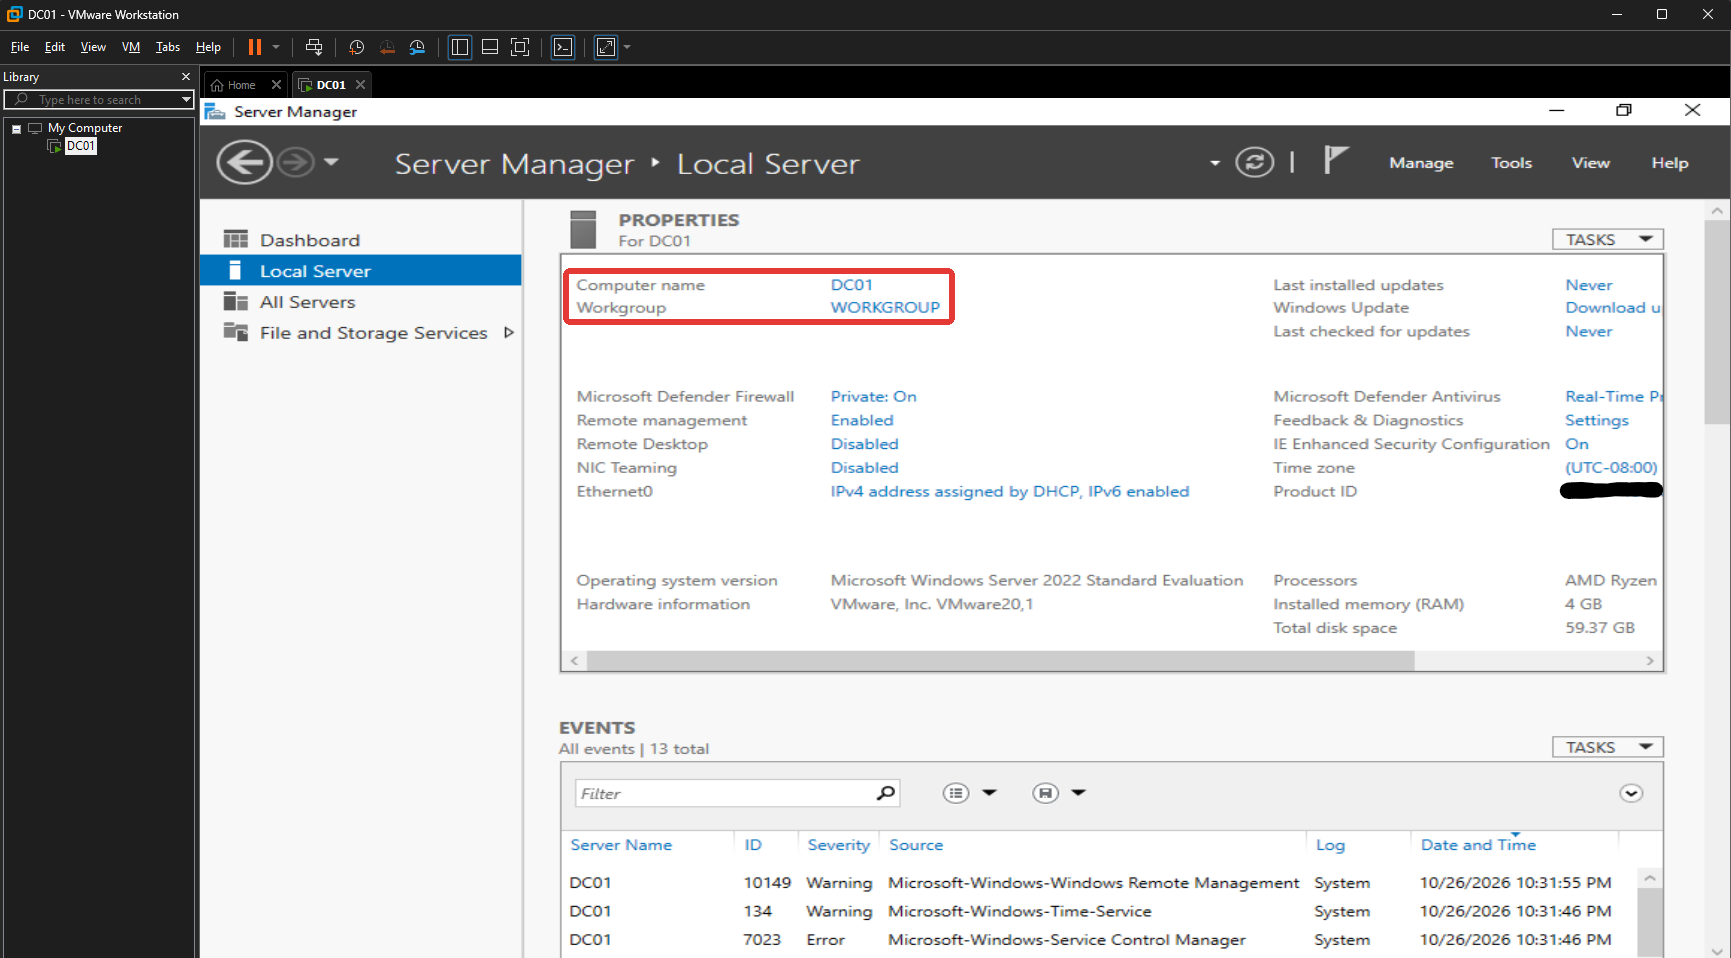 DC01 - VMware Workstation
File Edit View VM Tabs Help
Library
Type here to search
My Computer
DC01
Home
DC01
Server Manager
Server Manager Local Server
Manage Tools View Help
Dashboard
Local Server
All Servers
File and Storage Services
PROPERTIES
For DC01
TASKS
Computer name DC01
Workgroup WORKGROUP
Last installed updates Never
Windows Update Download u
Last checked for updates Never
Microsoft Defender Firewall Private: On
Remote management Enabled
Remote Desktop Disabled
NIC Teaming Disabled
Ethernet0 IPv4 address assigned by DHCP, IPv6 enabled
Microsoft Defender Antivirus Real-Time Pr
Feedback & Diagnostics Settings
IE Enhanced Security Configuration On
Time zone (UTC-08:00)
Product ID
Operating system version Microsoft Windows Server 2022 Standard Evaluation
Hardware information VMware, Inc. VMware20,1
Processors AMD Ryzen
Installed memory (RAM) 4 GB
Total disk space 59.37 GB
EVENTS
All events | 13 total
TASKS
Filter
Server Name ID Severity Source Log Date and Time
DC01 10149 Warning Microsoft-Windows-Windows Remote Management System 10/26/2026 10:31:55 PM
DC01 134 Warning Microsoft-Windows-Time-Service System 10/26/2026 10:31:46 PM
DC01 7023 Error Microsoft-Windows-Service Control Manager System 10/26/2026 10:31:46 PM